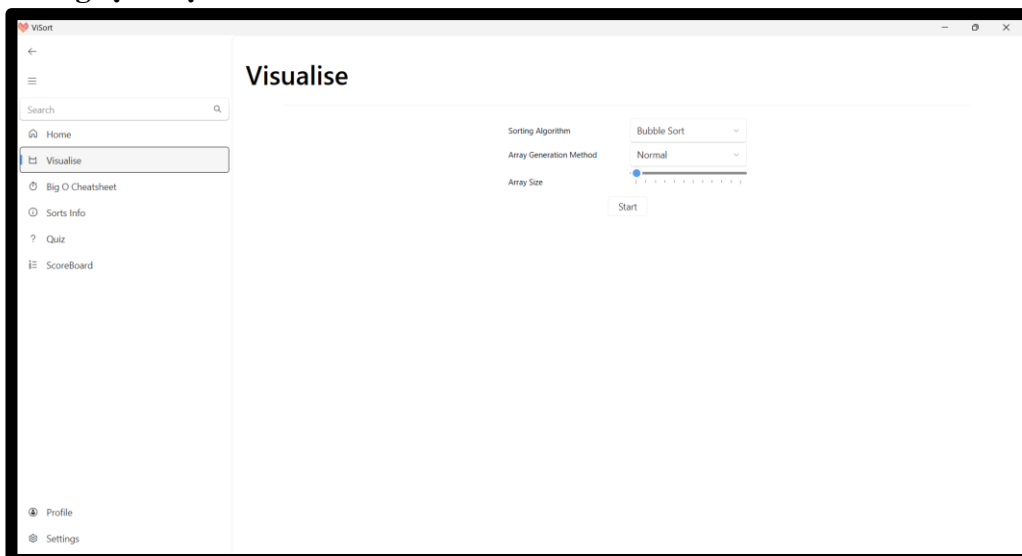 ViSort
Visualise
Search
Home
Visualise
Big O Cheatsheet
Sorts Info
? Quiz
ScoreBoard
Profile
Settings
Sorting Algorithm Bubble Sort
Array Generation Method Normal
Array Size
Start